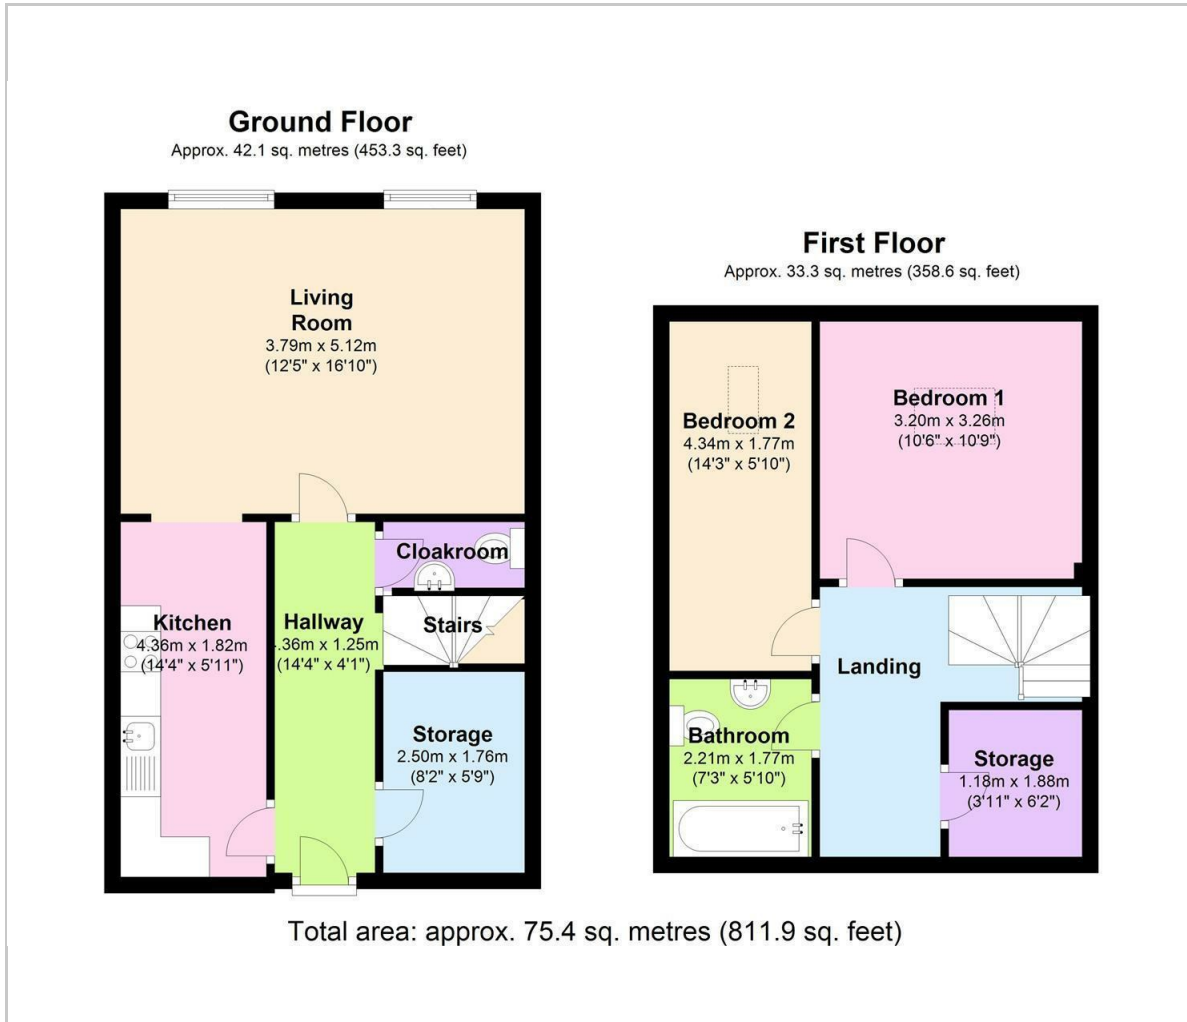 Ground Floor
Approx. 42.1 sq. metres (453.3 sq. feet)
Living
Room
3.79m x 5.12m
(12'5" x 16'10")
Cloakroom
Kitchen
4.36m x 1.82m
(14'4" x 5'11")
Hallway
.36m x 1.25m
(14'4" x 4'1")
Stairs
Storage
2.50m x 1.76m
(8'2" x 5'9")
First Floor
Approx. 33.3 sq. metres (358.6 sq. feet)
Bedroom 2
4.34m x 1.77m
(14'3" x 5'10")
Bedroom 1
3.20m x 3.26m
(10'6" x 10'9")
Landing
Bathroom
2.21m x 1.77m
(7'3" x 5'10")
Storage
1.18m x 1.88m
(3'11" x 6'2")
Total area: approx. 75.4 sq. metres (811.9 sq. feet)